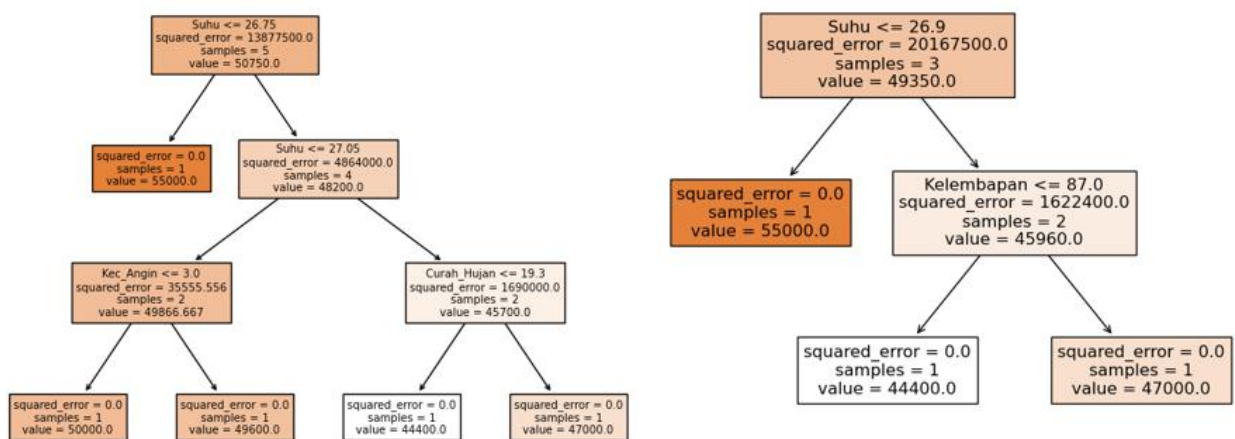 Suhu <= 26.75
squared_error = 13877500.0
samples = 5
value = 50750.0
squared_error = 0.0
samples = 1
value = 55000.0
Suhu <= 27.05
squared_error = 4864000.0
samples = 4
value = 48200.0
Kec_Angin <= 3.0
squared_error = 35555.556
samples = 2
value = 49866.667
Curah_Hujan <= 19.3
squared_error = 1690000.0
samples = 2
value = 45700.0
squared_error = 0.0
samples = 1
value = 50000.0
squared_error = 0.0
samples = 1
value = 49600.0
squared_error = 0.0
samples = 1
value = 44400.0
squared_error = 0.0
samples = 1
value = 47000.0
Suhu <= 26.9
squared_error = 20167500.0
samples = 3
value = 49350.0
squared_error = 0.0
samples = 1
value = 55000.0
Kelembapan <= 87.0
squared_error = 1622400.0
samples = 2
value = 45960.0
squared_error = 0.0
samples = 1
value = 44400.0
squared_error = 0.0
samples = 1
value = 47000.0